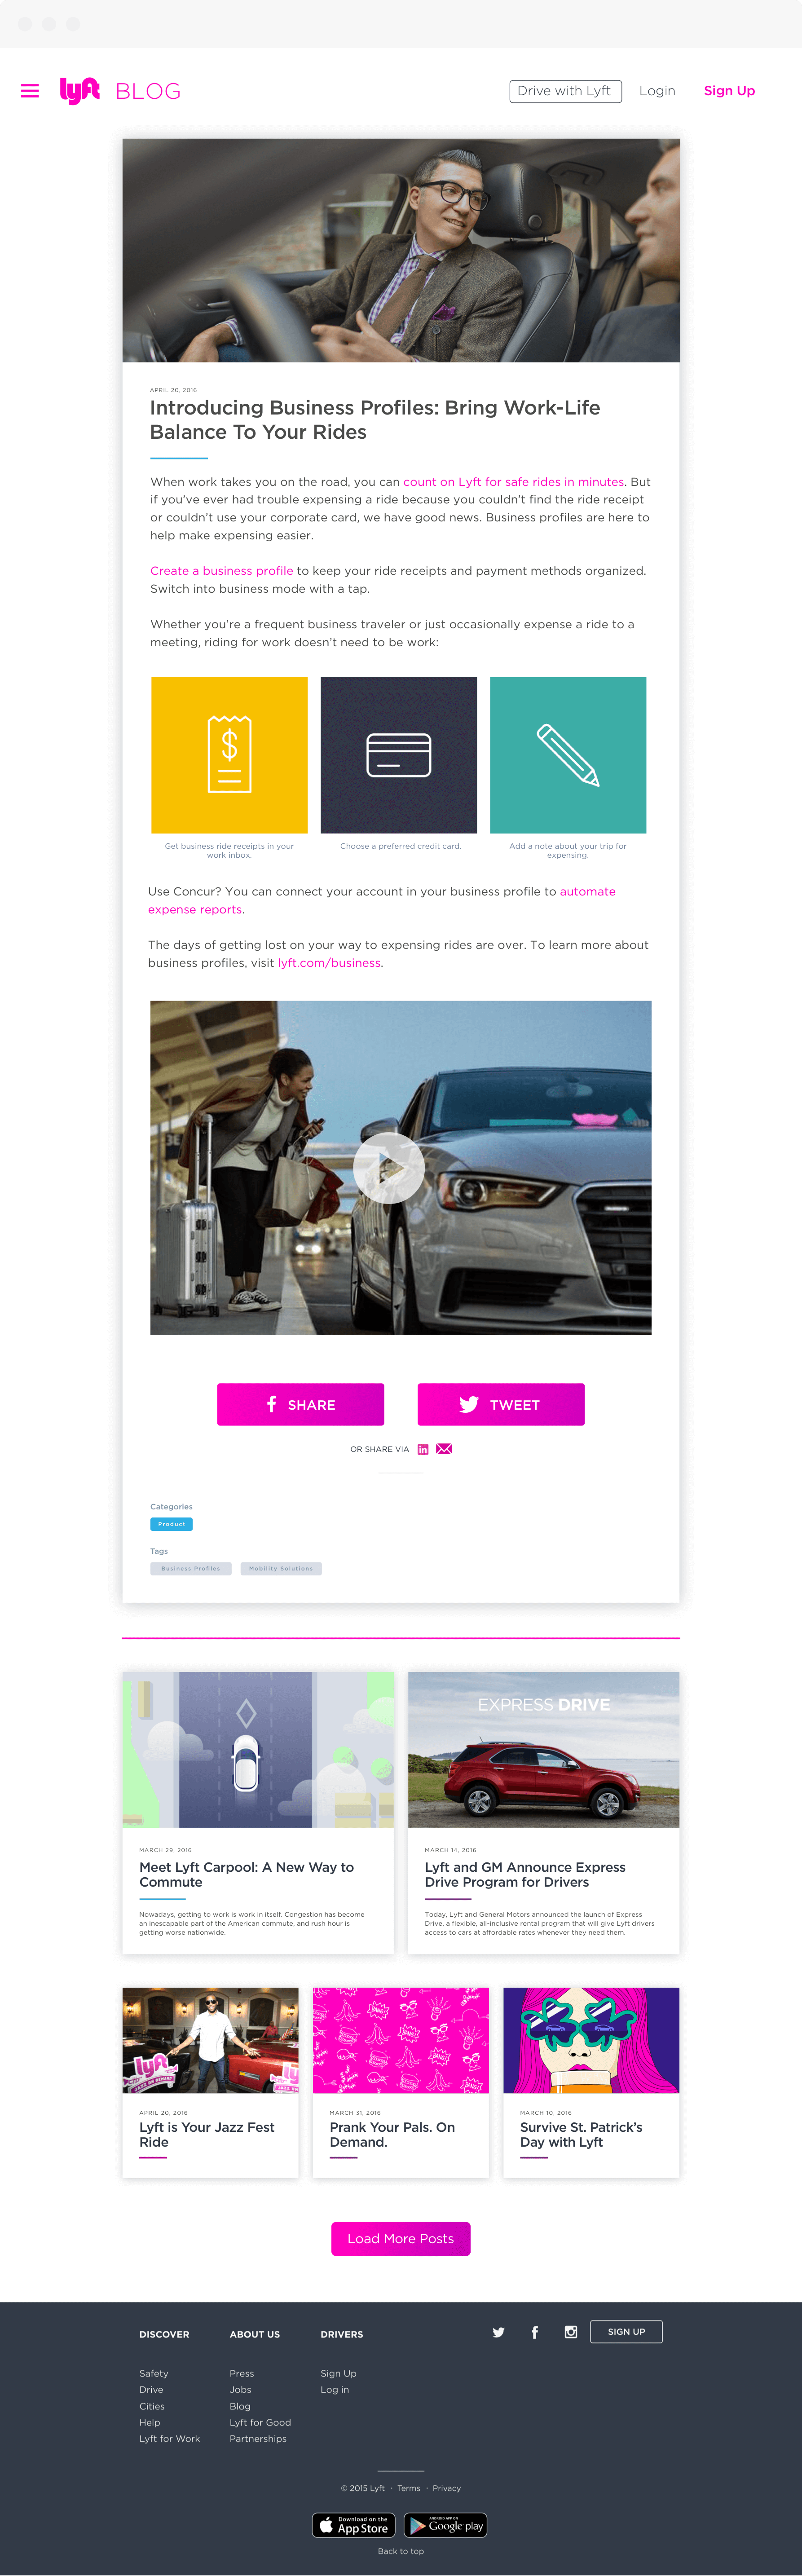 lyft BLOG
Drive with Lyft
Login
Sign Up
APRIL 20, 2016
Introducing Business Profiles: Bring Work-Life
Balance To Your Rides
When work takes you on the road, you can count on Lyft for safe rides in minutes. But
if you’ve ever had trouble expensing a ride because you couldn’t find the ride receipt
or couldn’t use your corporate card, we have good news. Business profiles are here to
help make expensing easier.
Create a business profile to keep your ride receipts and payment methods organized.
Switch into business mode with a tap.
Whether you’re a frequent business traveler or just occasionally expense a ride to a
meeting, riding for work doesn’t need to be work:
$
Get business ride receipts in your
work inbox.
Choose a preferred credit card.
Add a note about your trip for
expensing.
Use Concur? You can connect your account in your business profile to automate
expense reports.
The days of getting lost on your way to expensing rides are over. To learn more about
business profiles, visit lyft.com/business.
f SHARE
TWEET
OR SHARE VIA in
Categories
Product
Tags
Business Profiles
Mobility Solutions
EXPRESS DRIVE
MARCH 29, 2016
Meet Lyft Carpool: A New Way to
Commute
Nowadays, getting to work is work in itself. Congestion has become
an inescapable part of the American commute, and rush hour is
getting worse nationwide.
MARCH 14, 2016
Lyft and GM Announce Express
Drive Program for Drivers
Today, Lyft and General Motors announced the launch of Express
Drive, a flexible, all-inclusive rental program that will give Lyft drivers
access to cars at affordable rates whenever they need them.
lyft
JAZZ ON DEMAND
APRIL 20, 2016
Lyft is Your Jazz Fest
Ride
MARCH 31, 2016
Prank Your Pals. On
Demand.
MARCH 10, 2016
Survive St. Patrick’s
Day with Lyft
Load More Posts
DISCOVER
Safety
Drive
Cities
Help
Lyft for Work
ABOUT US
Press
Jobs
Blog
Lyft for Good
Partnerships
DRIVERS
Sign Up
Log in
f
SIGN UP
© 2015 Lyft · Terms · Privacy
Download on the
App Store
ANDROID APP ON
Google play
Back to top